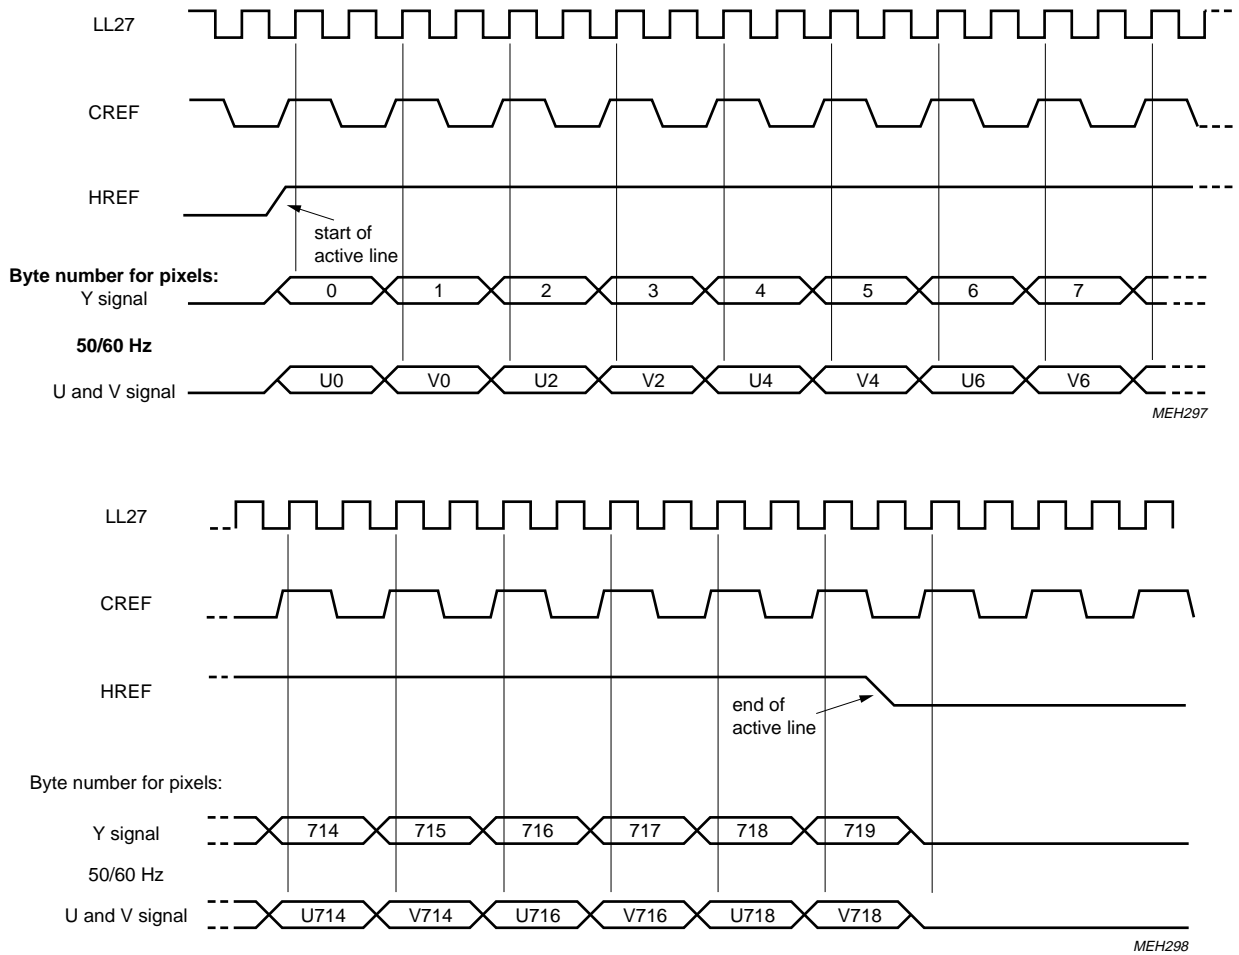 LL27
CREF
HREF
start of
active line
Byte number for pixels:
Y signal
0 1 2 3 4 5 6 7
50/60 Hz
U and V signal
U0 V0 U2 V2 U4 V4 U6 V6
MEH297
LL27
CREF
HREF
end of
active line
Byte number for pixels:
Y signal
714 715 716 717 718 719
50/60 Hz
U and V signal
U714 V714 U716 V716 U718 V718
MEH298